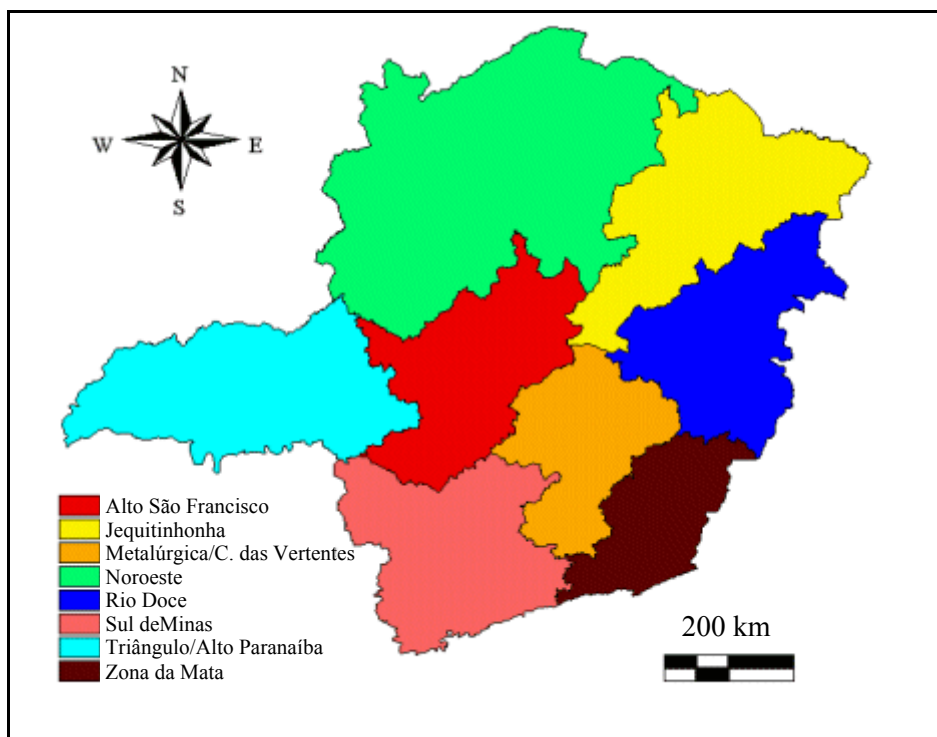 N
W E
S
Alto São Francisco
Jequitinhonha
Metalúrgica/C. das Vertentes
Noroeste
Rio Doce
Sul deMinas
Triângulo/Alto Paranaíba
Zona da Mata
200 km